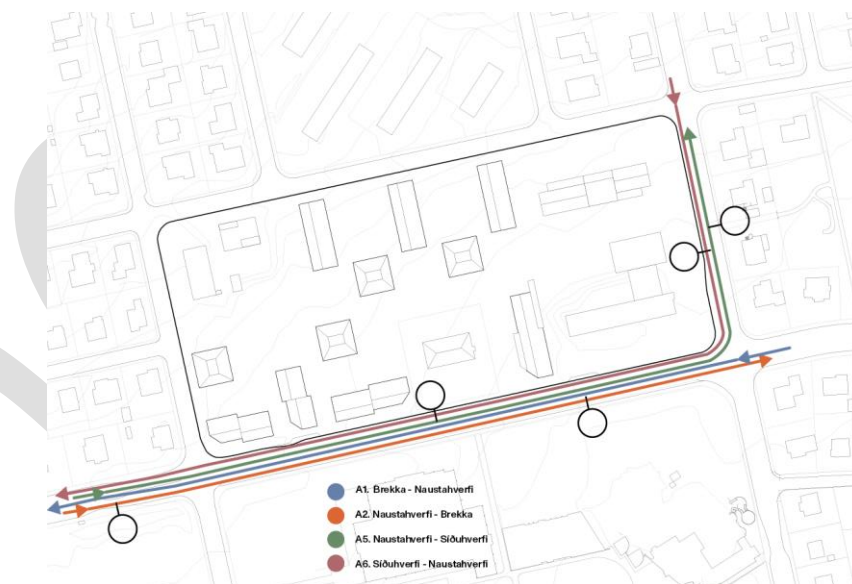 A1. Brekka - Naustahverfi
A2. Naustahverfi - Brekka
A5. Naustahverfi - Síðuhverfi
A6. Síðuhverfi - Naustahverfi